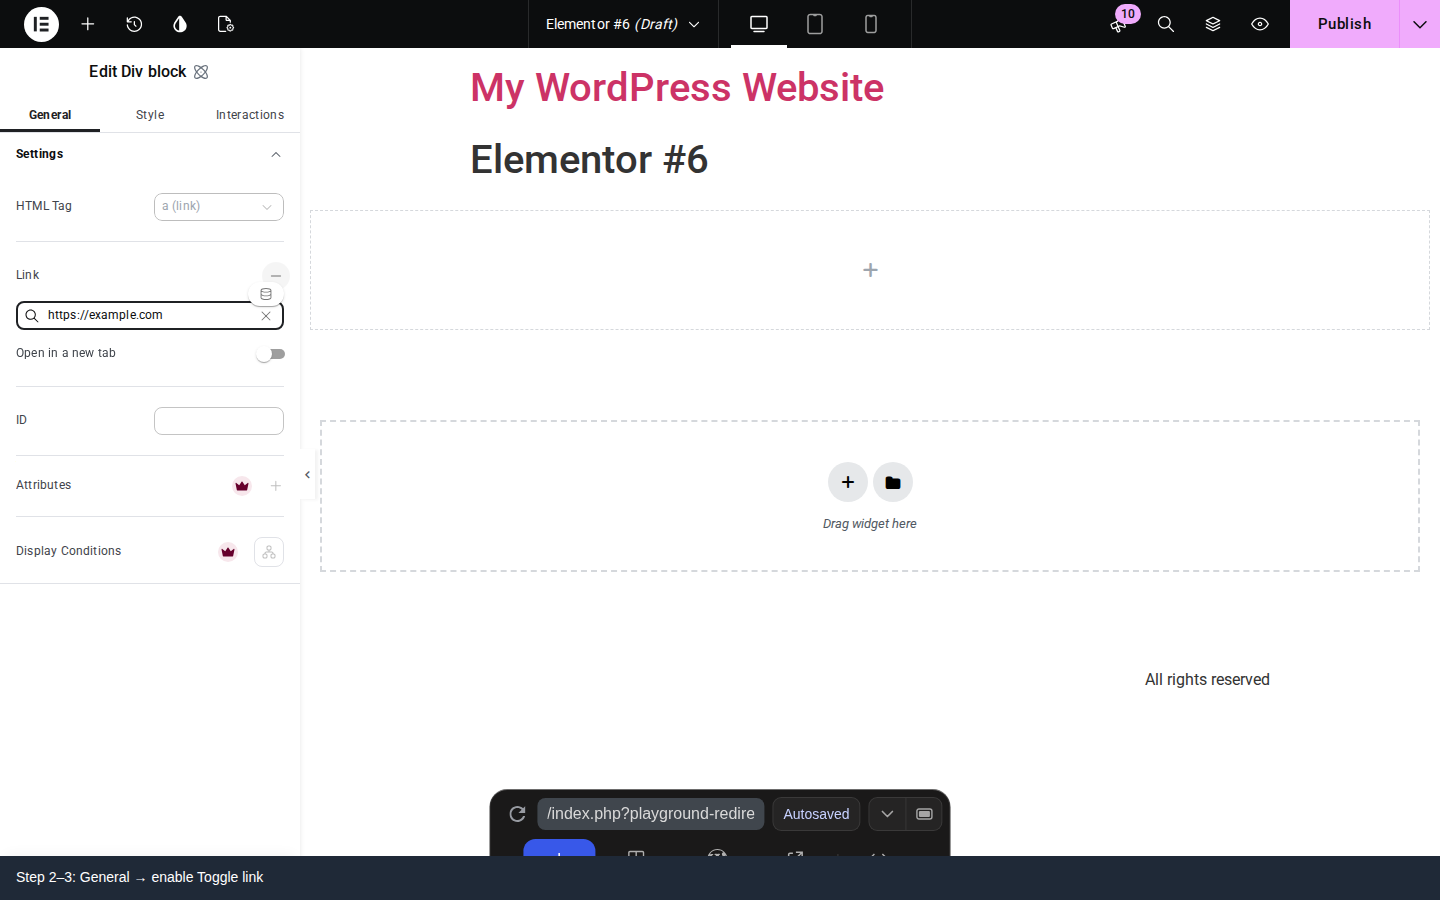 Elementor #6 (Draft)
10
Publish
Edit Div block
General
Style
Interactions
Settings
HTML Tag
a (link)
Link
https://example.com
Open in a new tab
ID
Attributes
Display Conditions
My WordPress Website
Elementor #6
Drag widget here
All rights reserved
/index.php?playground-redire
Autosaved
Step 2–3: General → enable Toggle link